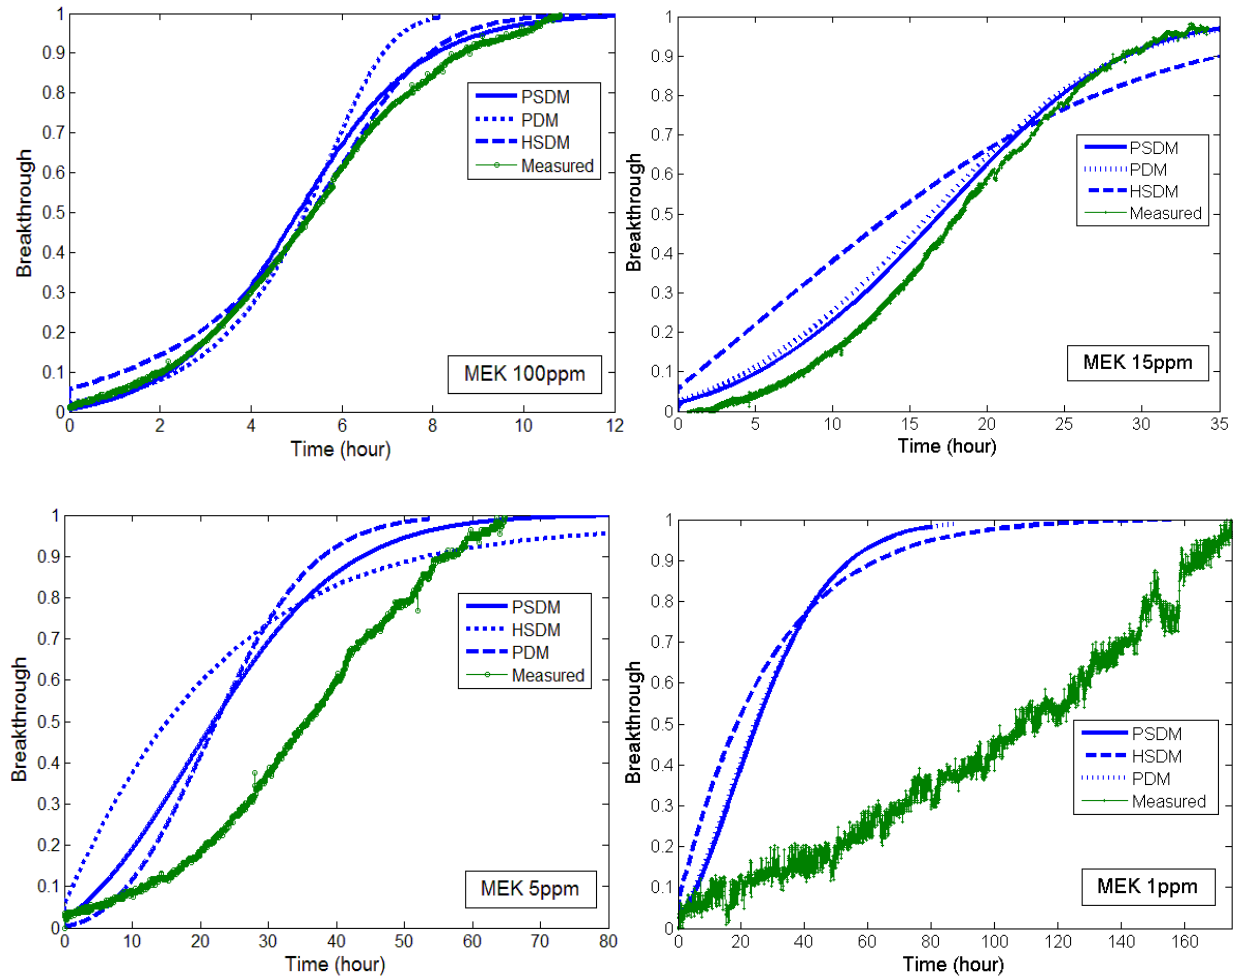 Breakthrough
1
0.9
0.8
0.7
0.6
0.5
0.4
0.3
0.2
0.1
0
0 2 4 6 8 10 12
Time (hour)
PSDM
PDM
HSDM
Measured
MEK 100ppm
Breakthrough
1
0.9
0.8
0.7
0.6
0.5
0.4
0.3
0.2
0.1
0
0 5 10 15 20 25 30 35
Time (hour)
PSDM
PDM
HSDM
Measured
MEK 15ppm
Breakthrough
1
0.9
0.8
0.7
0.6
0.5
0.4
0.3
0.2
0.1
0
0 10 20 30 40 50 60 70 80
Time (hour)
PSDM
HSDM
PDM
Measured
MEK 5ppm
Breakthrough
1
0.9
0.8
0.7
0.6
0.5
0.4
0.3
0.2
0.1
0
0 20 40 60 80 100 120 140 160
Time (hour)
PSDM
HSDM
PDM
Measured
MEK 1ppm